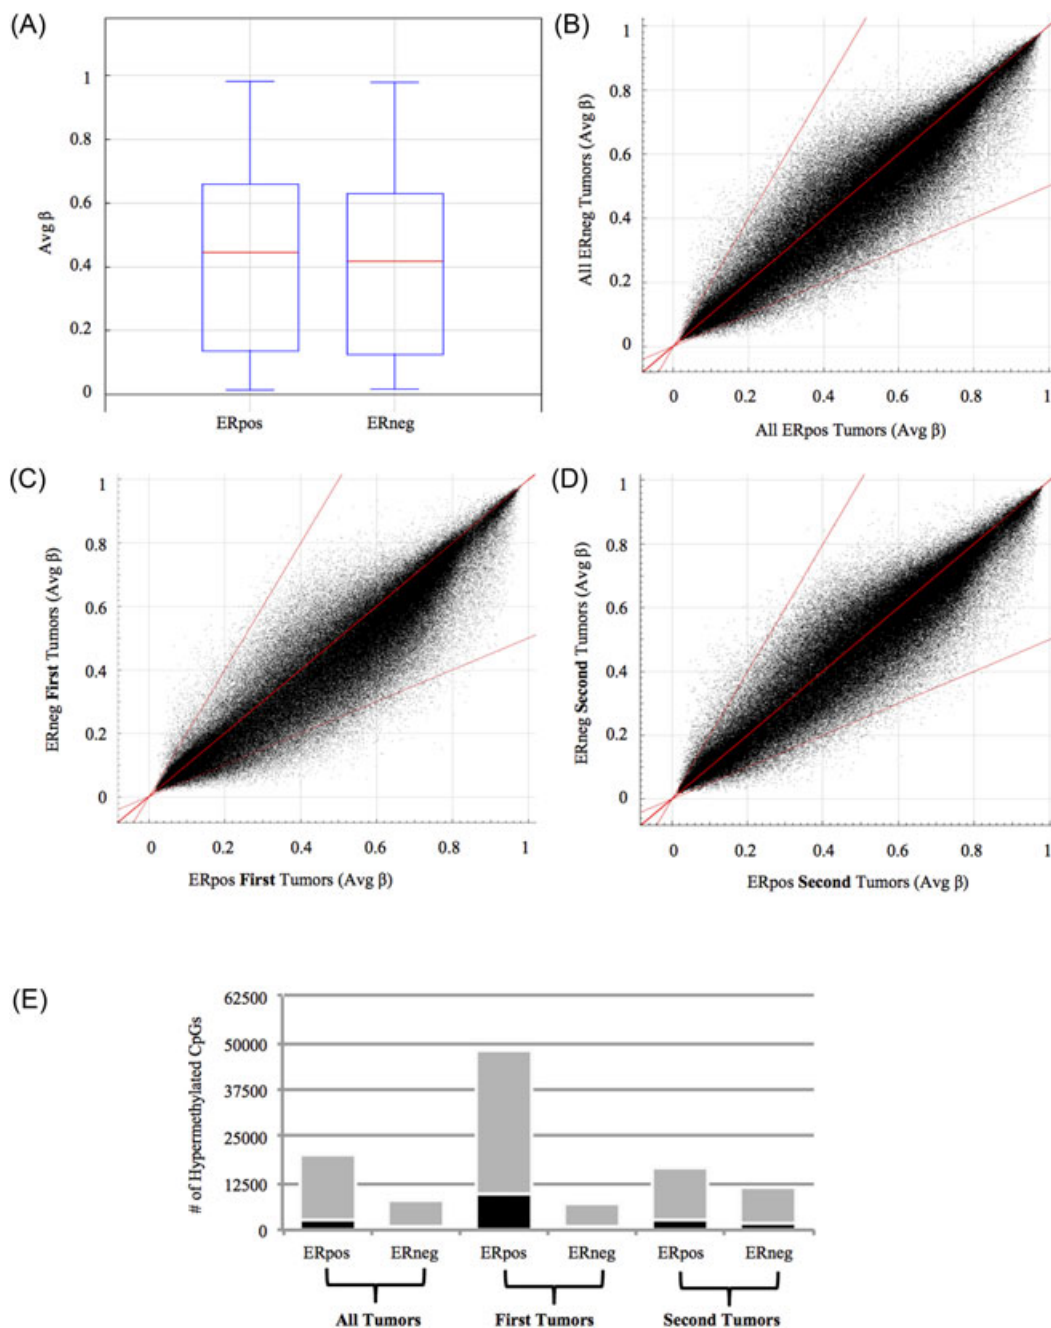 (A)
Avg β
1
0.8
0.6
0.4
0.2
0
ERpos
ERneg
(B)
All ERneg Tumors (Avg β)
1
0.8
0.6
0.4
0.2
0
0 0.2 0.4 0.6 0.8 1
All ERpos Tumors (Avg β)
(C)
ERneg First Tumors (Avg β)
1
0.8
0.6
0.4
0.2
0
0 0.2 0.4 0.6 0.8 1
ERpos First Tumors (Avg β)
(D)
ERneg Second Tumors (Avg β)
1
0.8
0.6
0.4
0.2
0
0 0.2 0.4 0.6 0.8 1
ERpos Second Tumors (Avg β)
(E)
# of Hypermethylated CpGs
62500
50000
37500
25000
12500
0
ERpos ERneg ERpos ERneg ERpos ERneg
All Tumors First Tumors Second Tumors